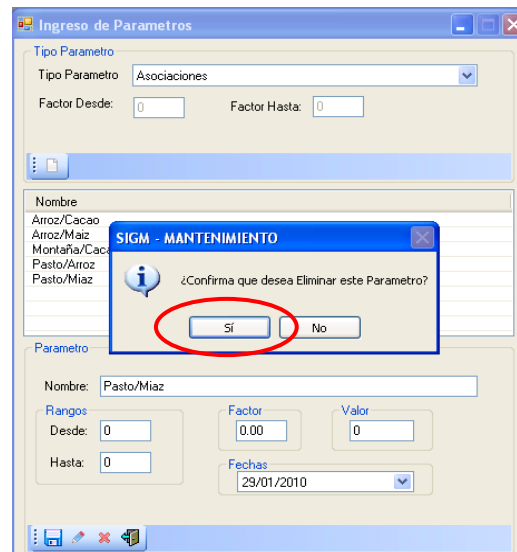 Ingreso de Parametros
Tipo Parametro
Tipo Parametro Asociaciones
Factor Desde: 0 Factor Hasta: 0
Nombre
Arroz/Cacao
Arroz/Maiz
Montaña/Cac
Pasto/Arroz
Pasto/Miaz
SIGM - MANTENIMIENTO
¿Confirma que desea Eliminar este Parametro?
Sí No
Parametro
Nombre: Pasto/Miaz
Rangos Factor Valor
Desde: 0 0.00 0
Hasta: 0 Fechas
29/01/2010